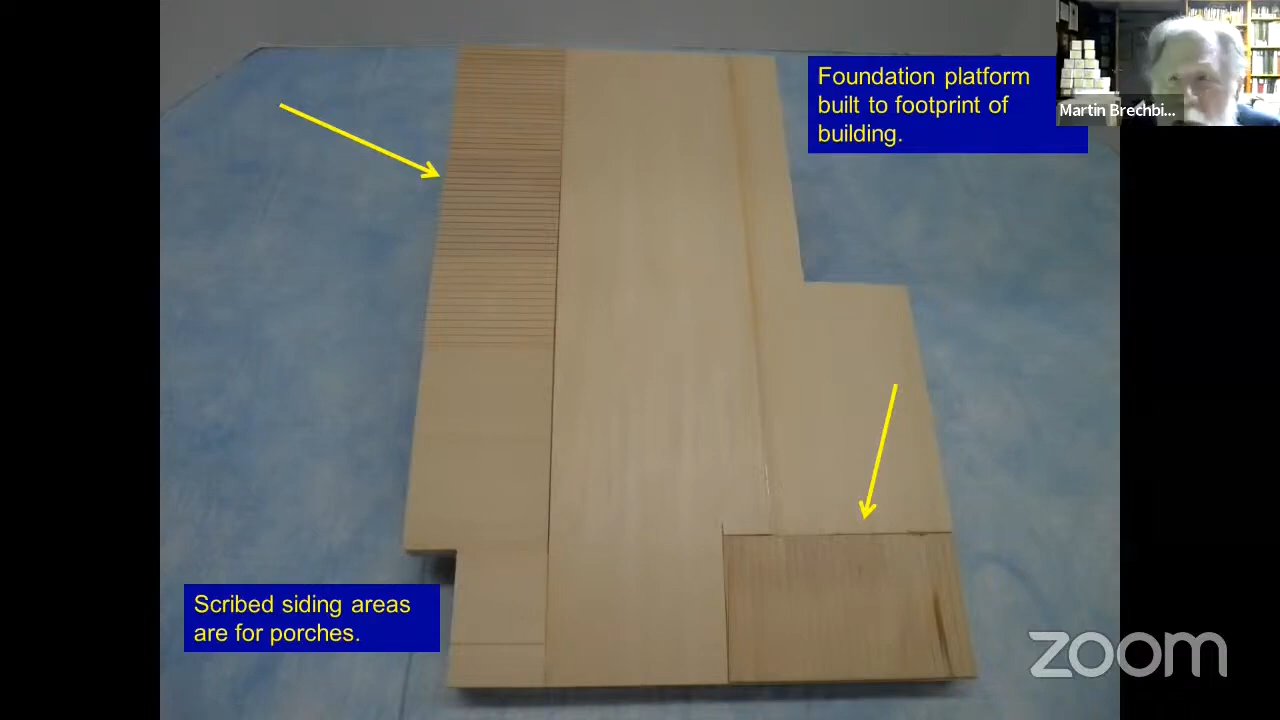 Foundation platform
built to footprint of
building.
Martin Brechbi...
Scribed siding areas
are for porches.
zoom